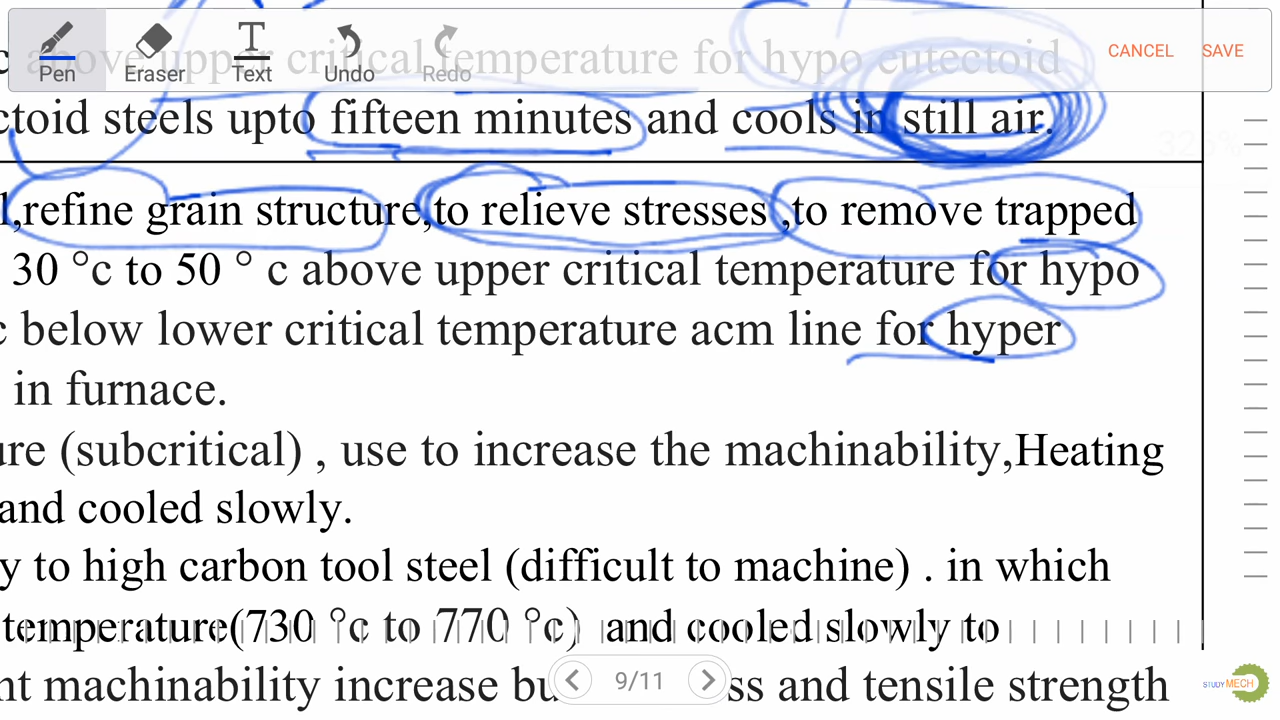 CANCEL SAVE
Pen Eraser Text Undo Redo
c above upper critical temperature for hypo eutectoid
ctoid steels upto fifteen minutes and cools in still air.
l,refine grain structure,to relieve stresses ,to remove trapped
30 °c to 50 ° c above upper critical temperature for hypo
c below lower critical temperature acm line for hyper
in furnace.
ure (subcritical) , use to increase the machinability,Heating
and cooled slowly.
y to high carbon tool steel (difficult to machine) . in which
temperature(730 °c to 770 °c) and cooled slowly to
nt machinability increase bu ss and tensile strength
9/11
STUDY MECH